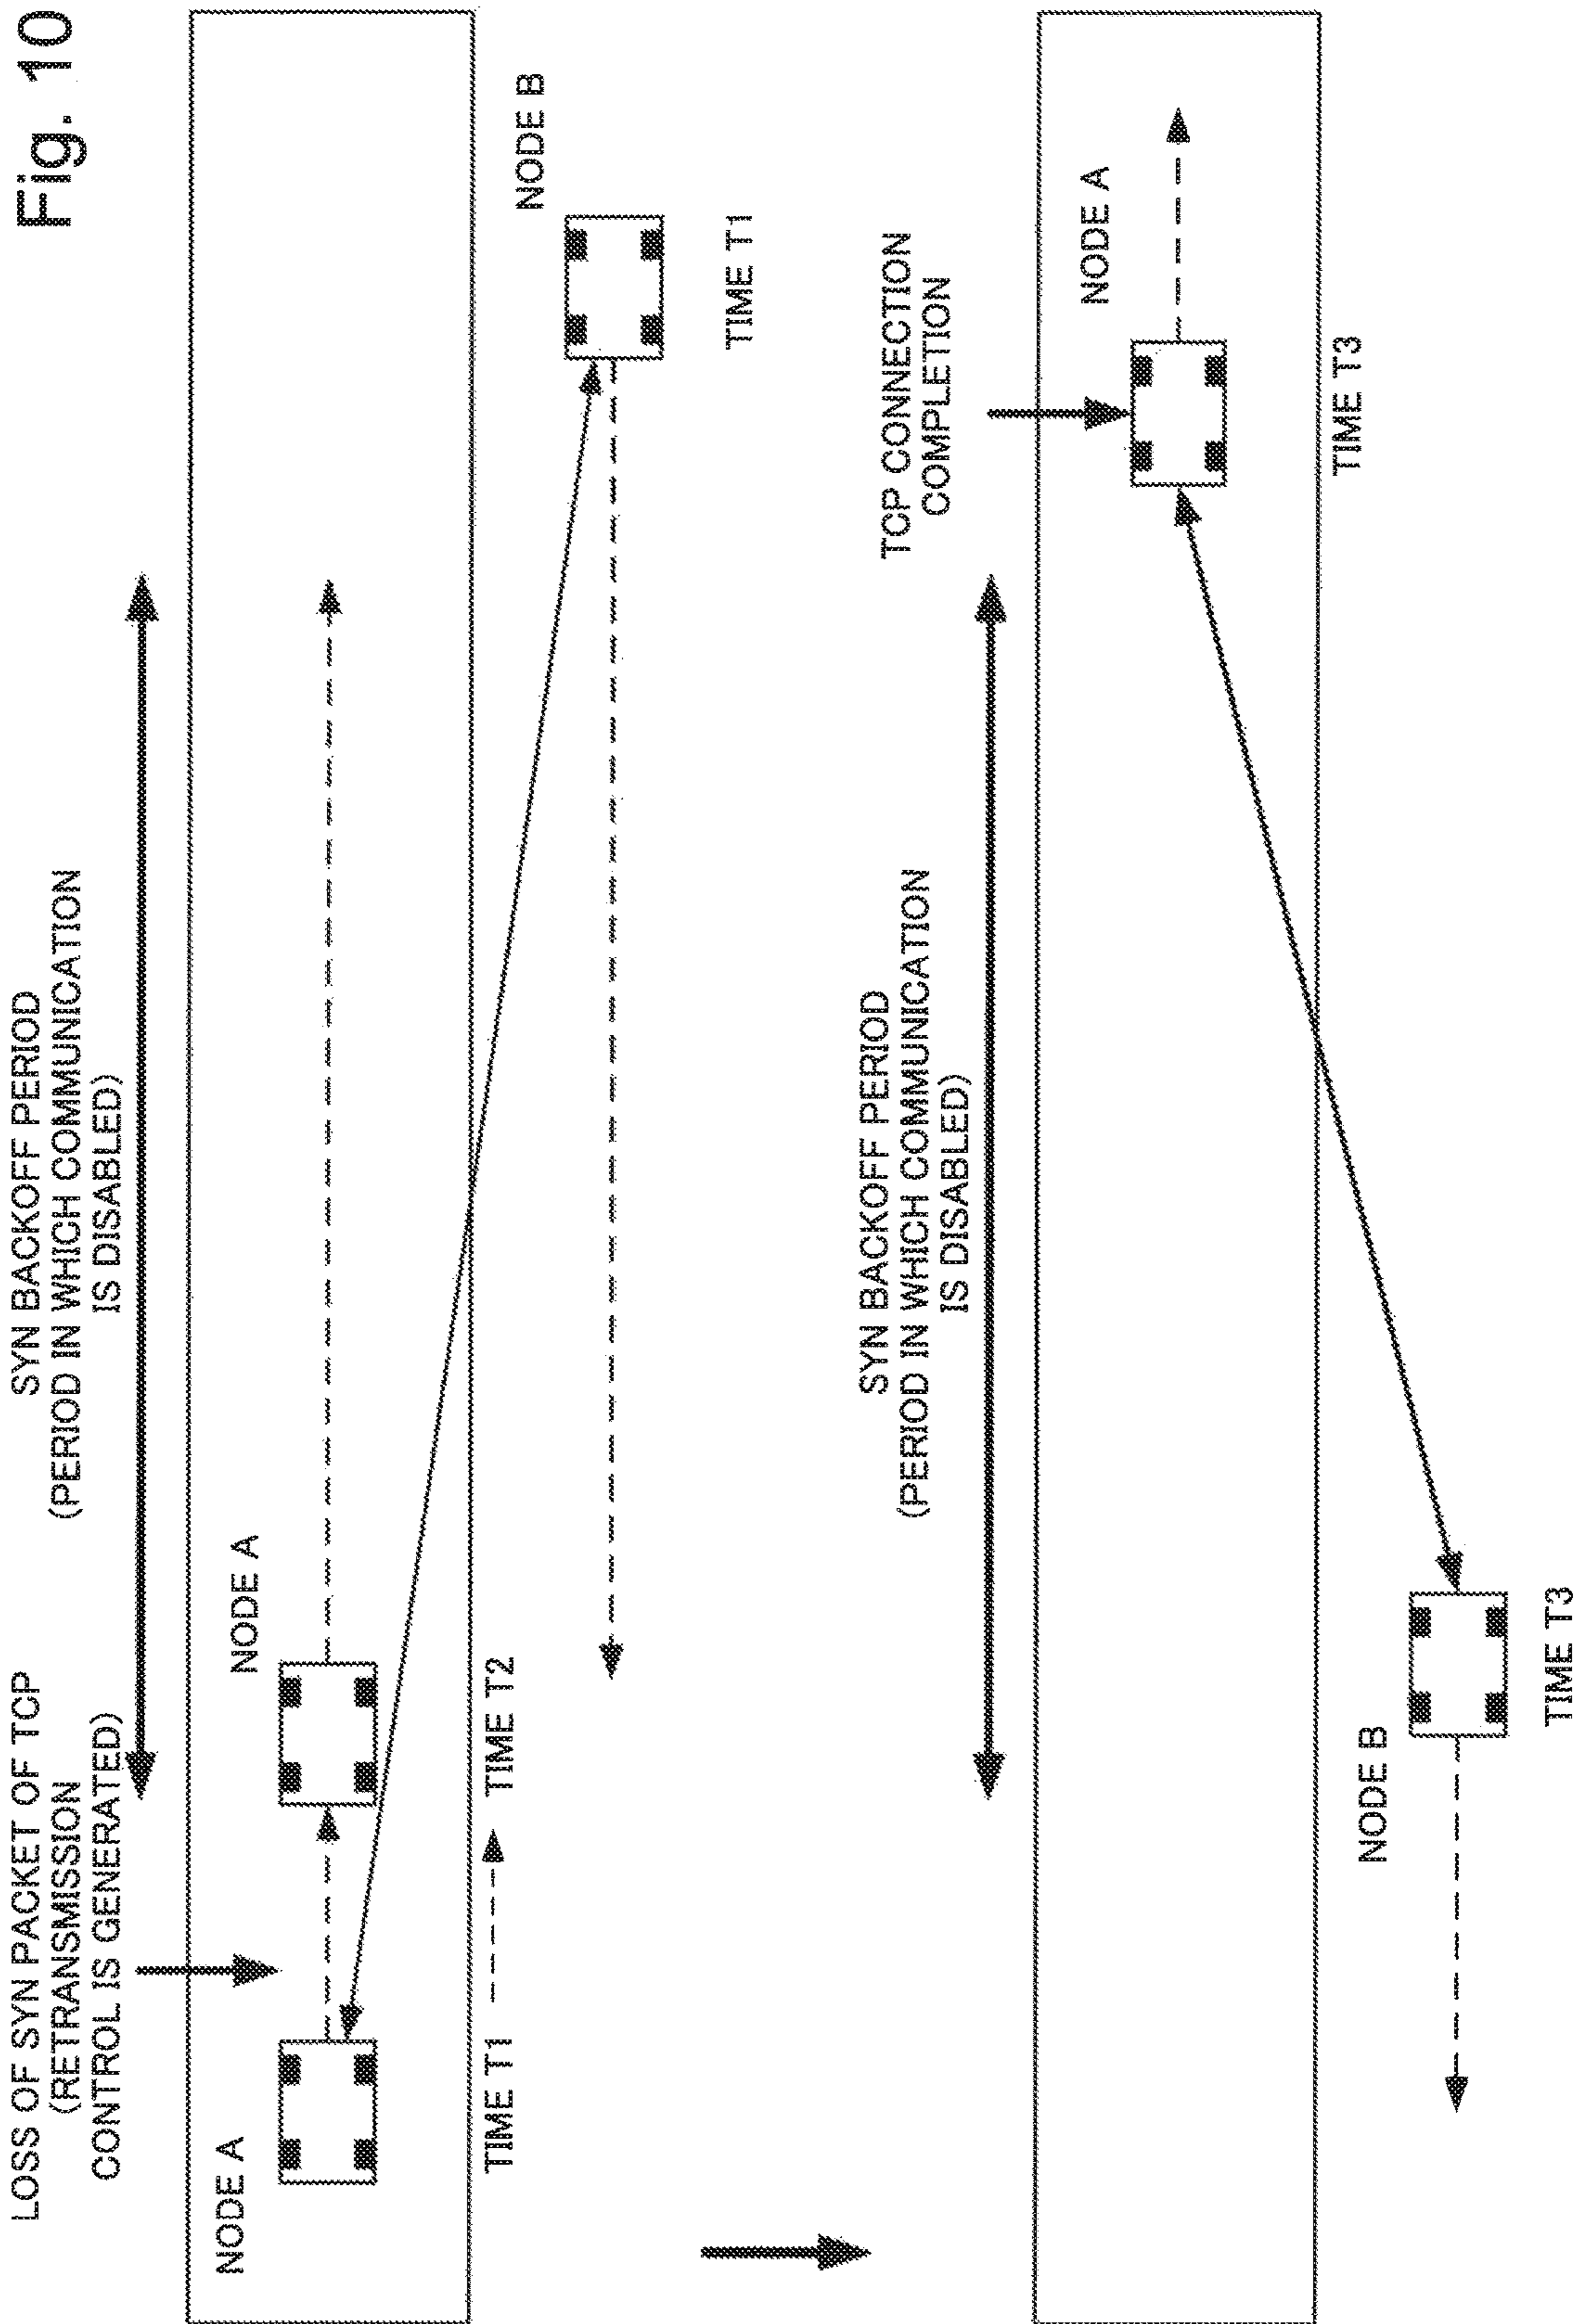 Fig. 10
LOSS OF SYN PACKET OF TCP
(RETRANSMISSION
CONTROL IS GENERATED)
SYN BACKOFF PERIOD
(PERIOD IN WHICH COMMUNICATION
IS DISABLED)
NODE A
NODE A
NODE B
TIME T1
TIME T2
TIME T1
SYN BACKOFF PERIOD
(PERIOD IN WHICH COMMUNICATION
IS DISABLED)
TCP CONNECTION
COMPLETION
NODE A
TIME T3
NODE B
TIME T3